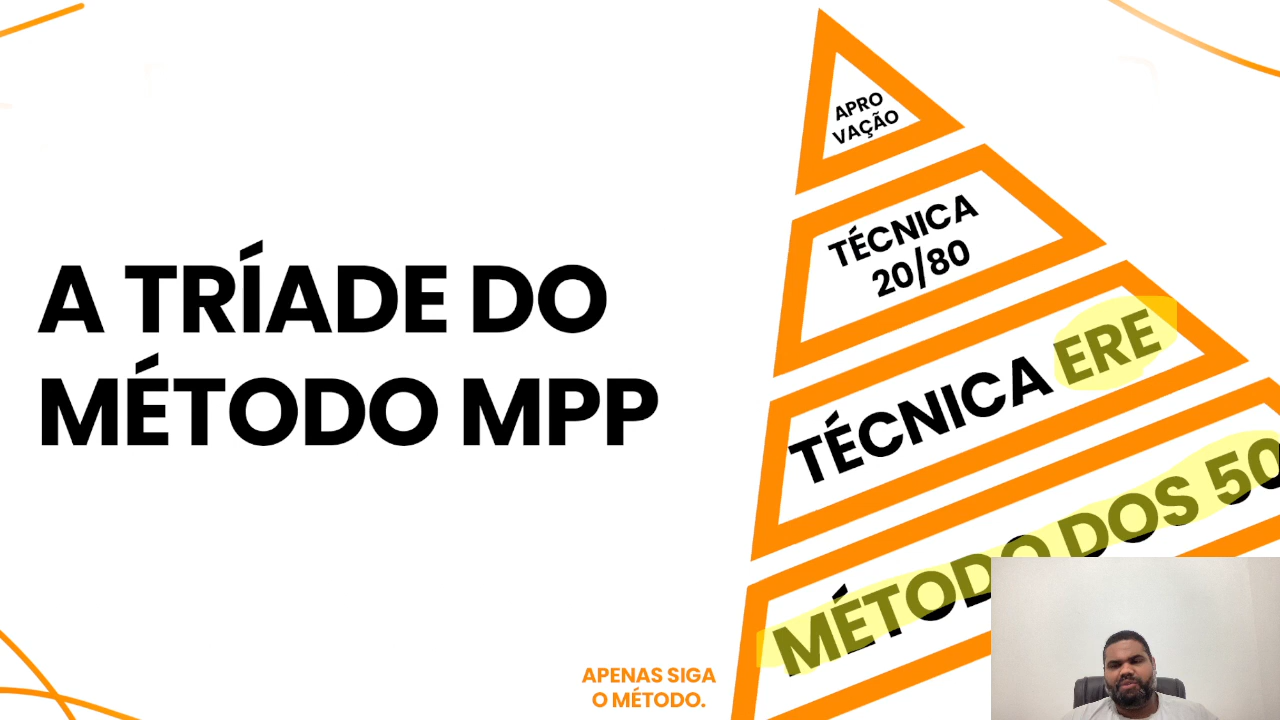 A TRÍADE DO
MÉTODO MPP
APRO
VAÇÃO
TÉCNICA
20/80
TÉCNICA ERE
MÉTODO DOS 50
APENAS SIGA
O MÉTODO.